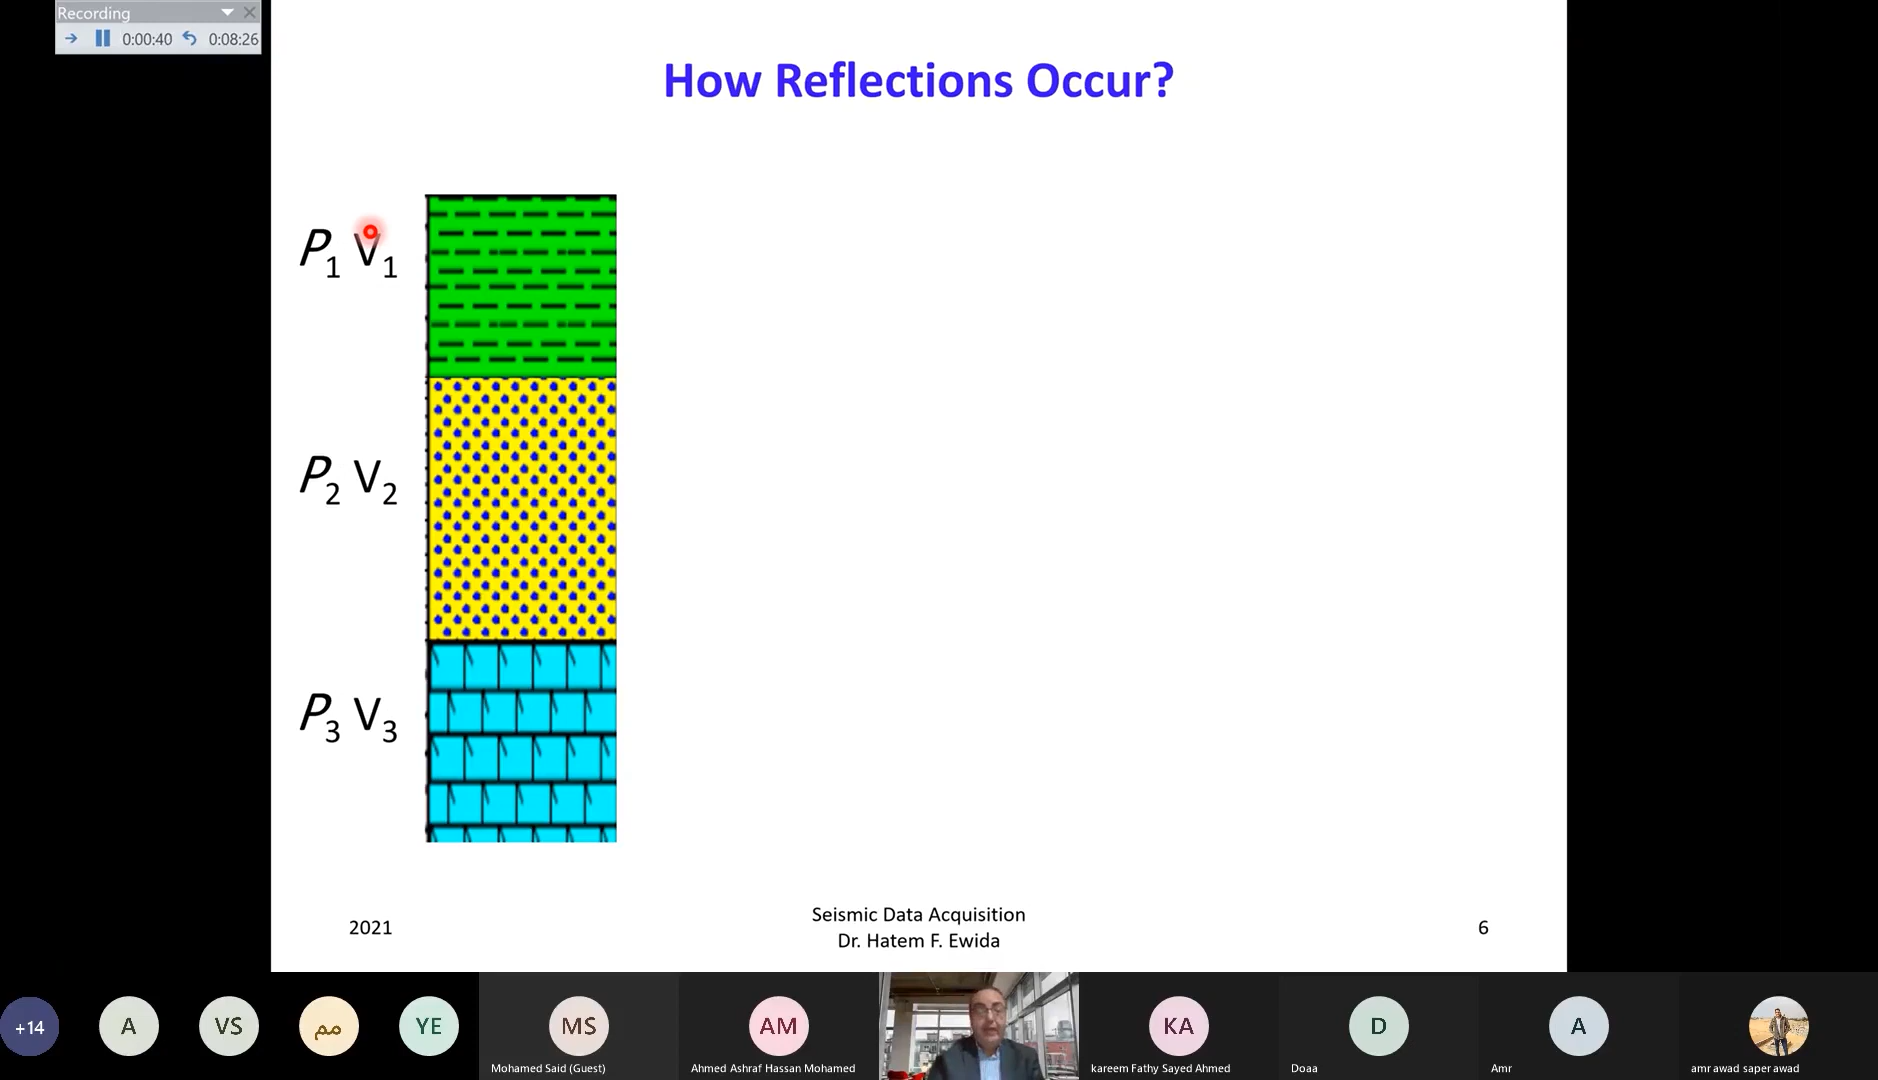 Recording
0:00:40 0:08:26
How Reflections Occur?
P1 V1
P2 V2
P3 V3
2021
Seismic Data Acquisition
Dr. Hatem F. Ewida
6
+14
A
VS
مم
YE
MS
AM
KA
D
A
Mohamed Said (Guest)
Ahmed Ashraf Hassan Mohamed
kareem Fathy Sayed Ahmed
Doaa
Amr
amr awad saper awad